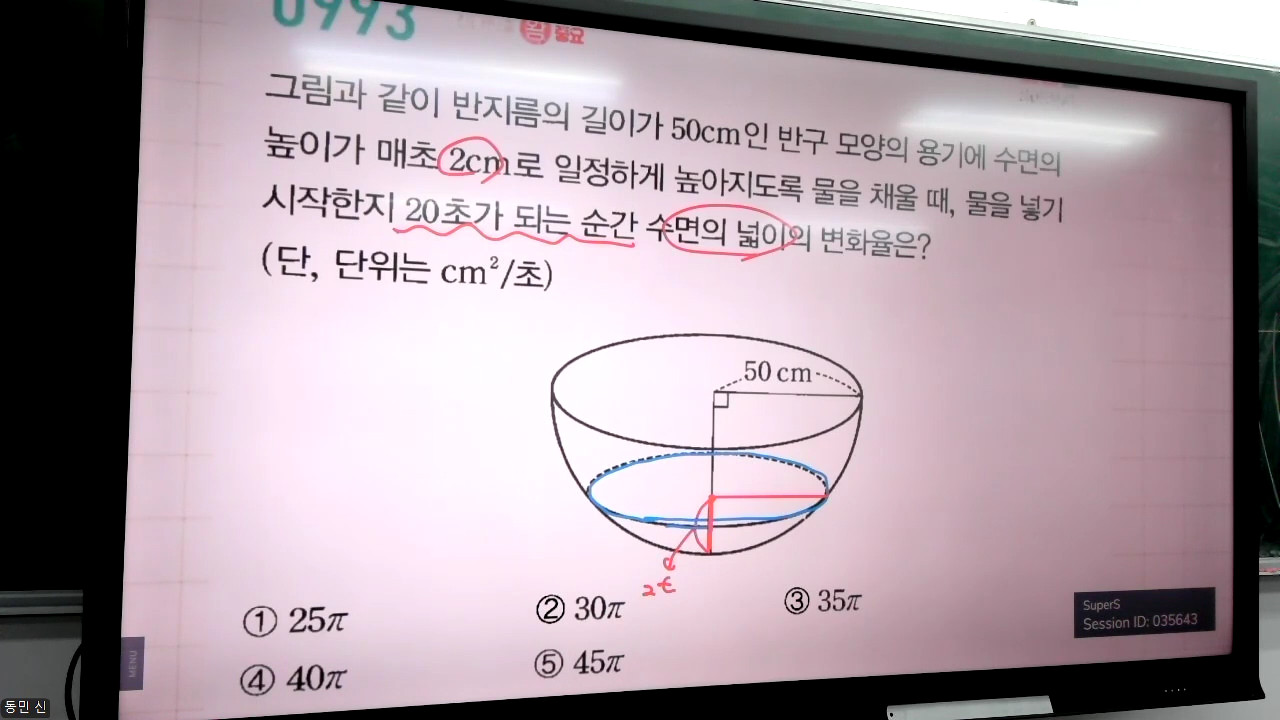 0993
중요
그림과 같이 반지름의 길이가 50cm인 반구 모양의 용기에 수면의
높이가 매초 2cm로 일정하게 높아지도록 물을 채울 때, 물을 넣기
시작한지 20초가 되는 순간 수면의 넓이의 변화율은?
(단, 단위는 cm²/초)
50 cm
2t
① 25π
② 30π
③ 35π
④ 40π
⑤ 45π
SuperS
Session ID: 035643
MENU
동민 신